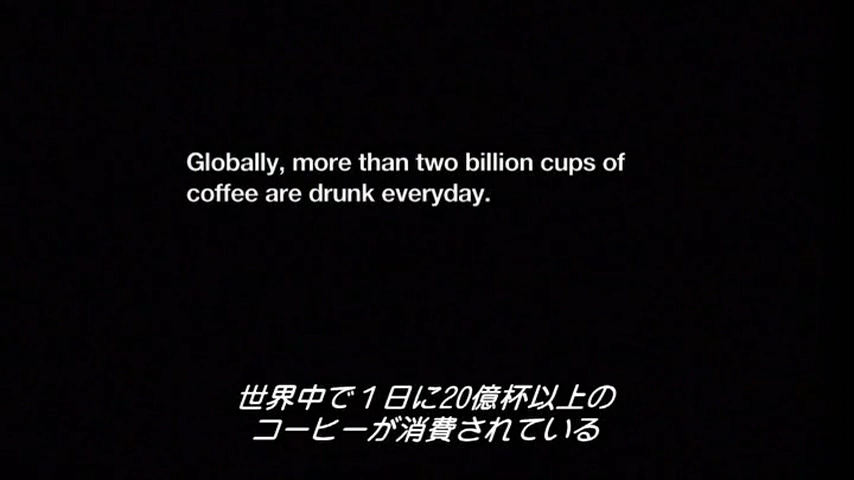 Globally, more than two billion cups of
coffee are drunk everyday.
世界中で１日に20億杯以上の
コーヒーが消費されている